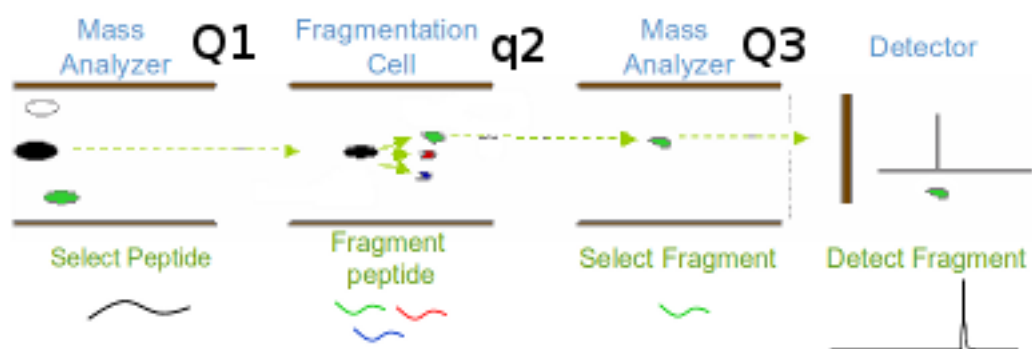 Mass
Analyzer
Q1
Fragmentation
Cell
q2
Mass
Analyzer
Q3
Detector
Select Peptide
Fragment
peptide
Select Fragment
Detect Fragment